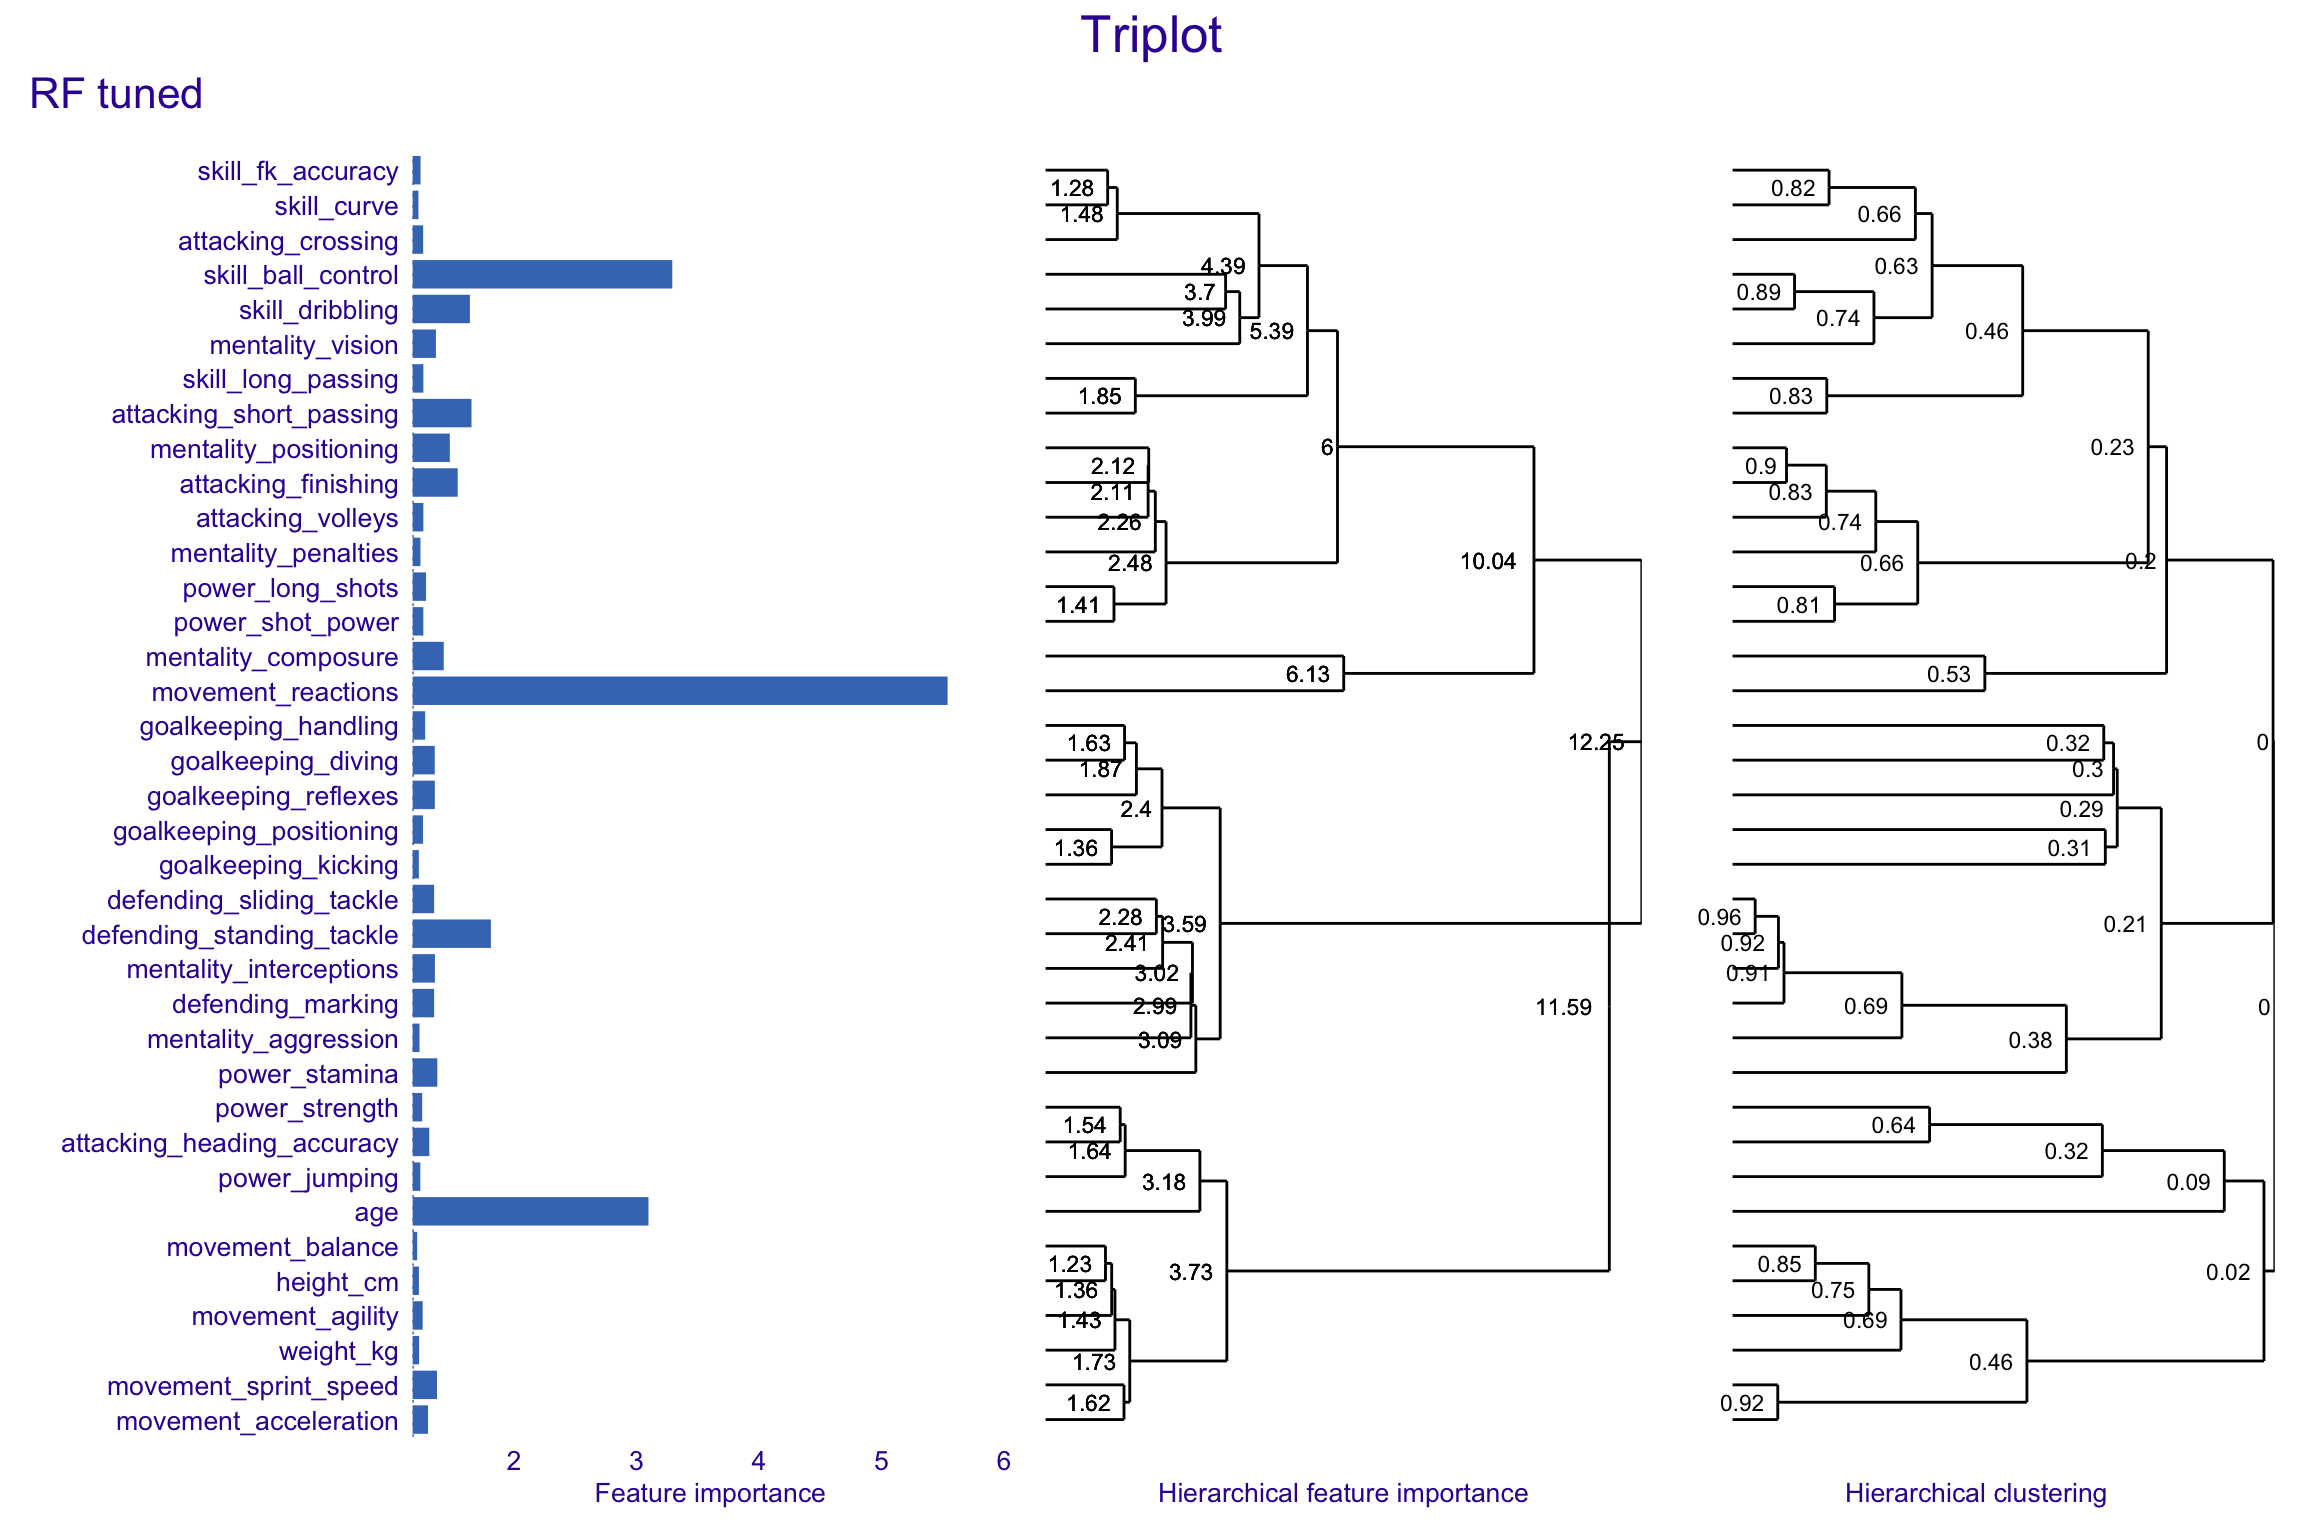 Triplot
RF tuned
skill_fk_accuracy
skill_curve
attacking_crossing
skill_ball_control
skill_dribbling
mentality_vision
skill_long_passing
attacking_short_passing
mentality_positioning
attacking_finishing
attacking_volleys
mentality_penalties
power_long_shots
power_shot_power
mentality_composure
movement_reactions
goalkeeping_handling
goalkeeping_diving
goalkeeping_reflexes
goalkeeping_positioning
goalkeeping_kicking
defending_sliding_tackle
defending_standing_tackle
mentality_interceptions
defending_marking
mentality_aggression
power_stamina
power_strength
attacking_heading_accuracy
power_jumping
age
movement_balance
height_cm
movement_agility
weight_kg
movement_sprint_speed
movement_acceleration
2 3 4 5 6
Feature importance
1.28
1.48
4.39
3.7
3.99
5.39
1.85
6
2.12
2.11
2.26
2.48
10.04
1.41
6.13
1.63
12.25
1.87
2.4
1.36
2.28
3.59
2.41
3.02
2.99
11.59
3.09
1.54
1.64
3.18
1.23
3.73
1.36
1.43
1.73
1.62
Hierarchical feature importance
0.82
0.66
0.63
0.89
0.74
0.46
0.83
0.23
0.9
0.83
0.74
0.66
0.2
0.81
0.53
0.32
0
0.3
0.29
0.31
0.96
0.21
0.92
0.91
0.69
0
0.38
0.64
0.32
0.09
0.85
0.02
0.75
0.69
0.46
0.92
Hierarchical clustering